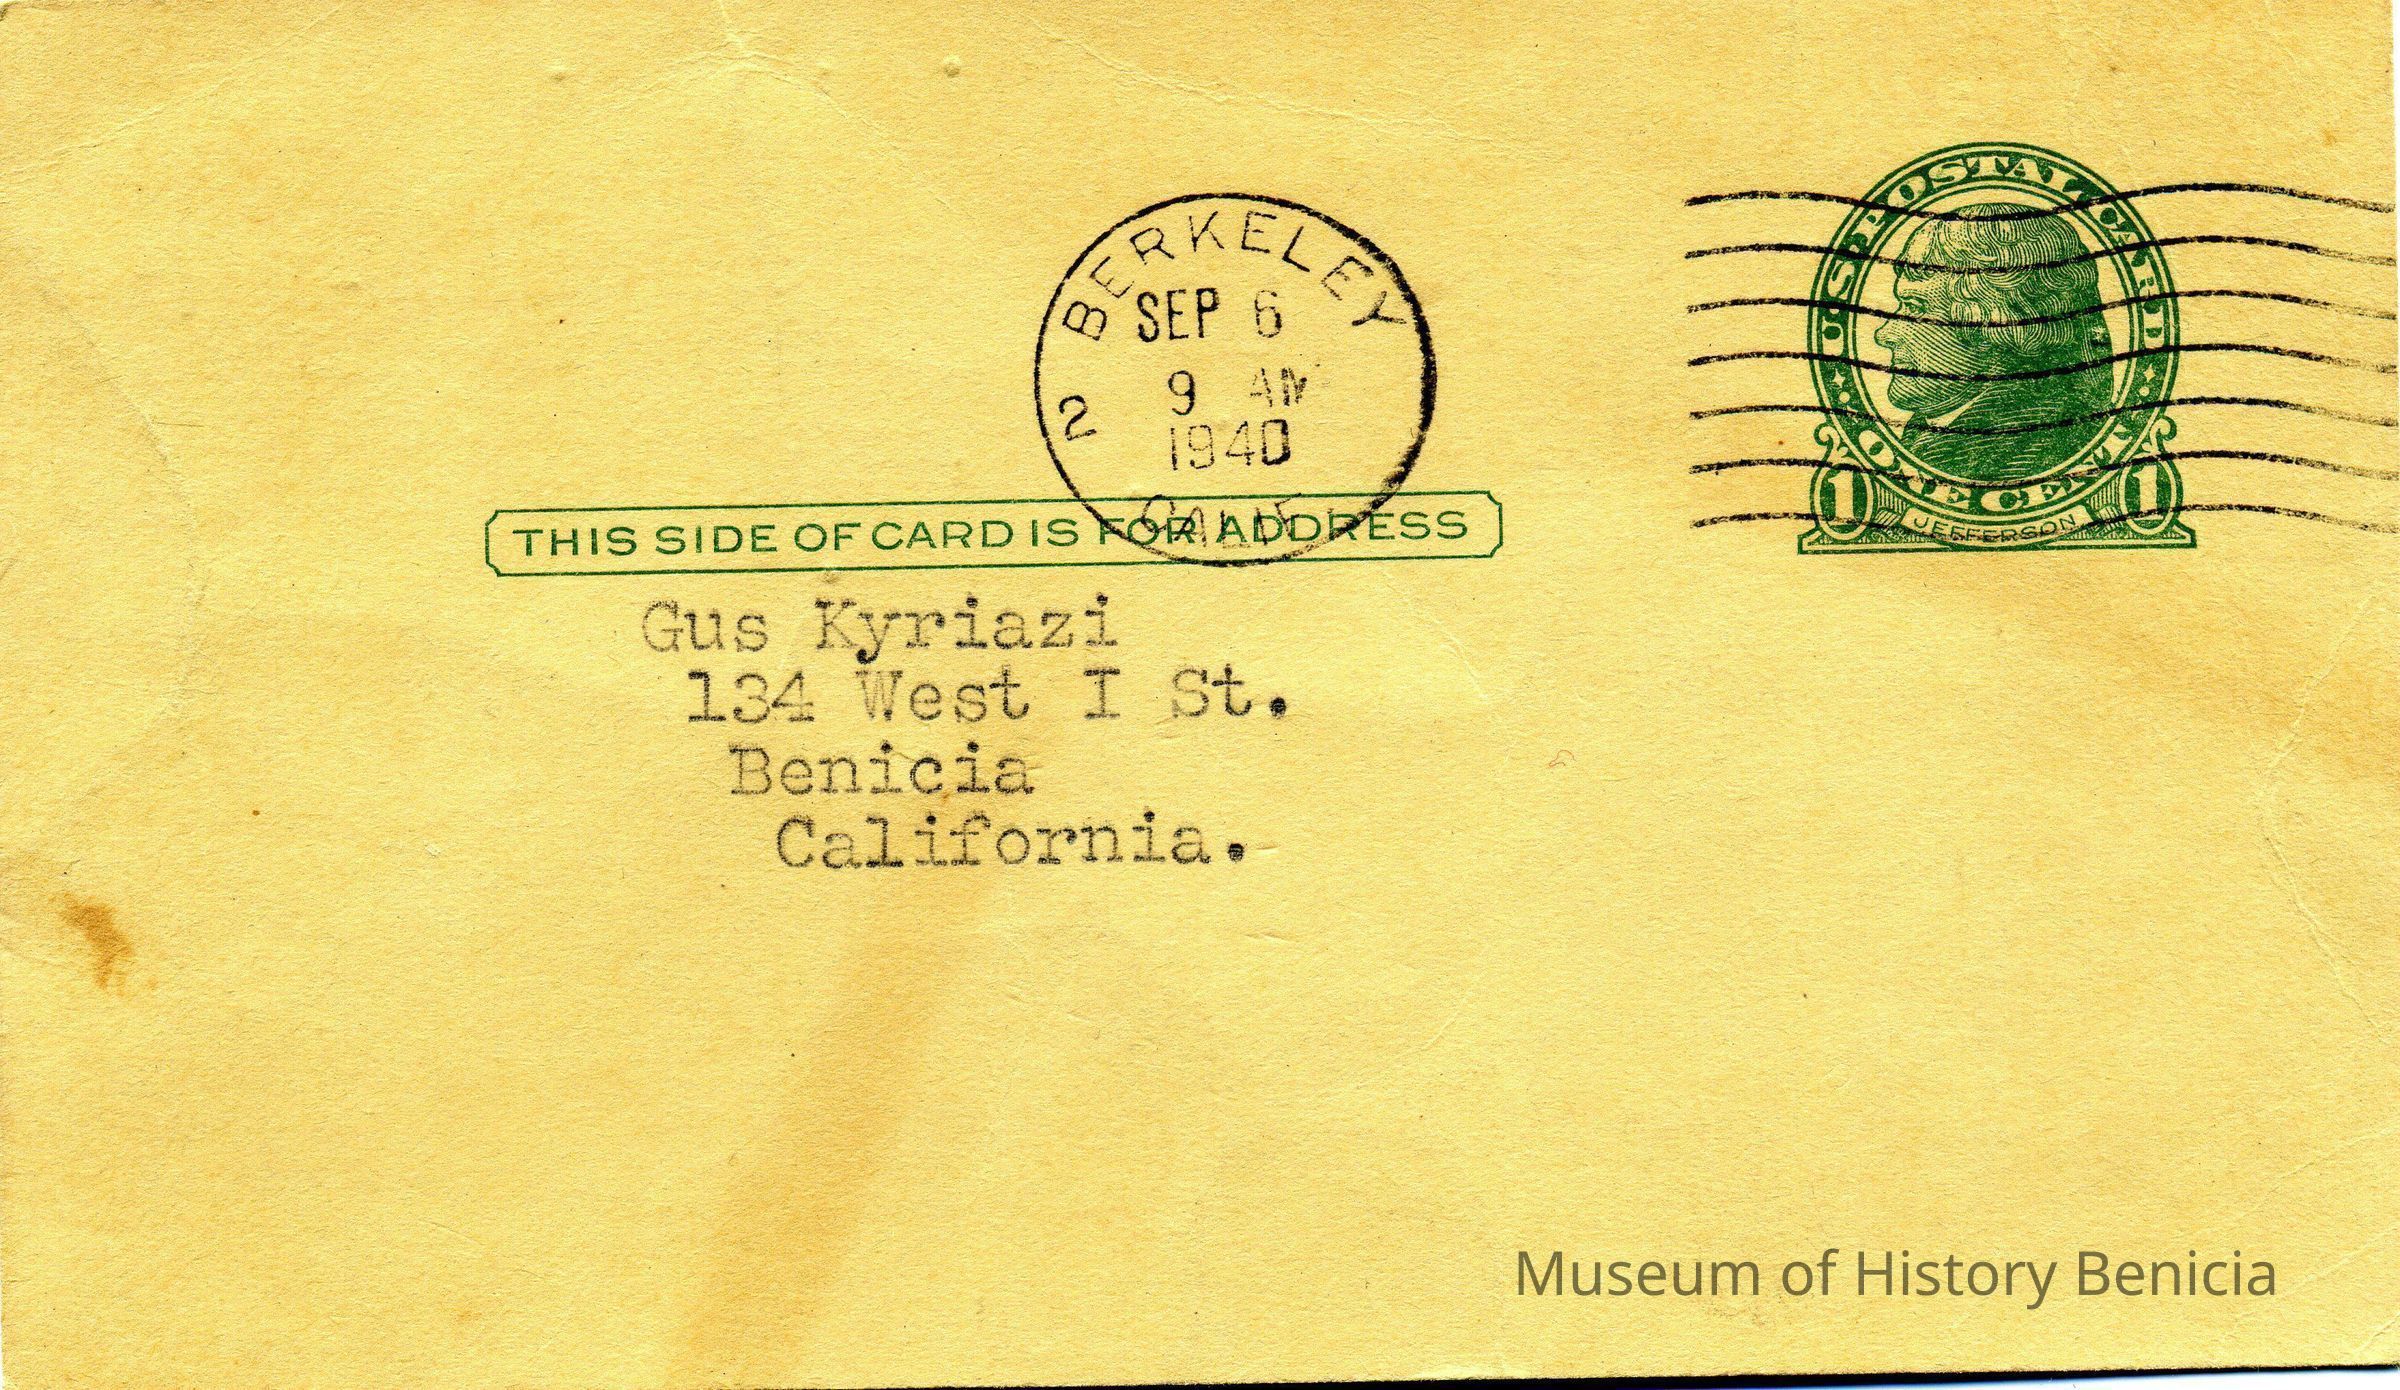 BERKELEY
SEP 6
9 AM
1940
2
CALIF.
U.S. POSTAL CARD
ONE CENT
1 1
JEFFERSON
THIS SIDE OF CARD IS FOR ADDRESS
Gus Kyriazi
134 West I St.
Benicia
California.
Museum of History Benicia